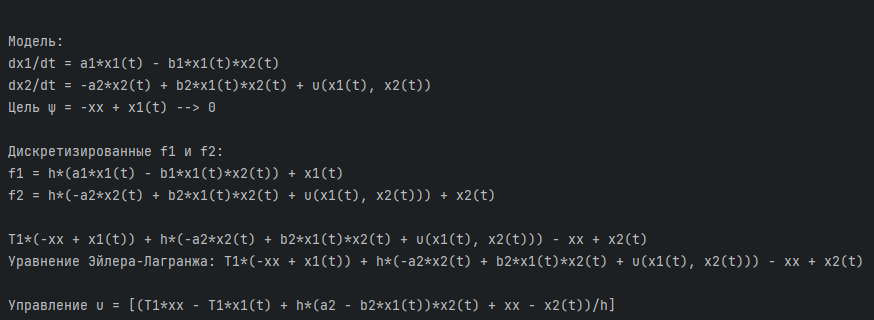 Модель:
dx1/dt = a1*x1(t) - b1*x1(t)*x2(t)
dx2/dt = -a2*x2(t) + b2*x1(t)*x2(t) + u(x1(t), x2(t))
Цель ψ = -xx + x1(t) --> 0
Дискретизированные f1 и f2:
f1 = h*(a1*x1(t) - b1*x1(t)*x2(t)) + x1(t)
f2 = h*(-a2*x2(t) + b2*x1(t)*x2(t) + u(x1(t), x2(t))) + x2(t)
T1*(-xx + x1(t)) + h*(-a2*x2(t) + b2*x1(t)*x2(t) + u(x1(t), x2(t))) - xx + x2(t)
Уравнение Эйлера-Лагранжа: T1*(-xx + x1(t)) + h*(-a2*x2(t) + b2*x1(t)*x2(t) + u(x1(t), x2(t))) - xx + x2(t)
Управление u = [(T1*xx - T1*x1(t) + h*(a2 - b2*x1(t))*x2(t) + xx - x2(t))/h]